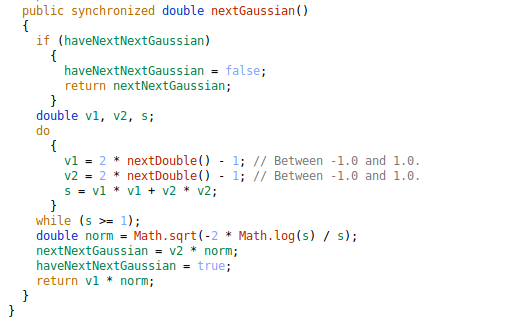 public synchronized double nextGaussian()
{
if (haveNextNextGaussian)
{
haveNextNextGaussian = false;
return nextNextGaussian;
}
double v1, v2, s;
do
{
v1 = 2 * nextDouble() - 1; // Between -1.0 and 1.0.
v2 = 2 * nextDouble() - 1; // Between -1.0 and 1.0.
s = v1 * v1 + v2 * v2;
}
while (s >= 1);
double norm = Math.sqrt(-2 * Math.log(s) / s);
nextNextGaussian = v2 * norm;
haveNextNextGaussian = true;
return v1 * norm;
}
}